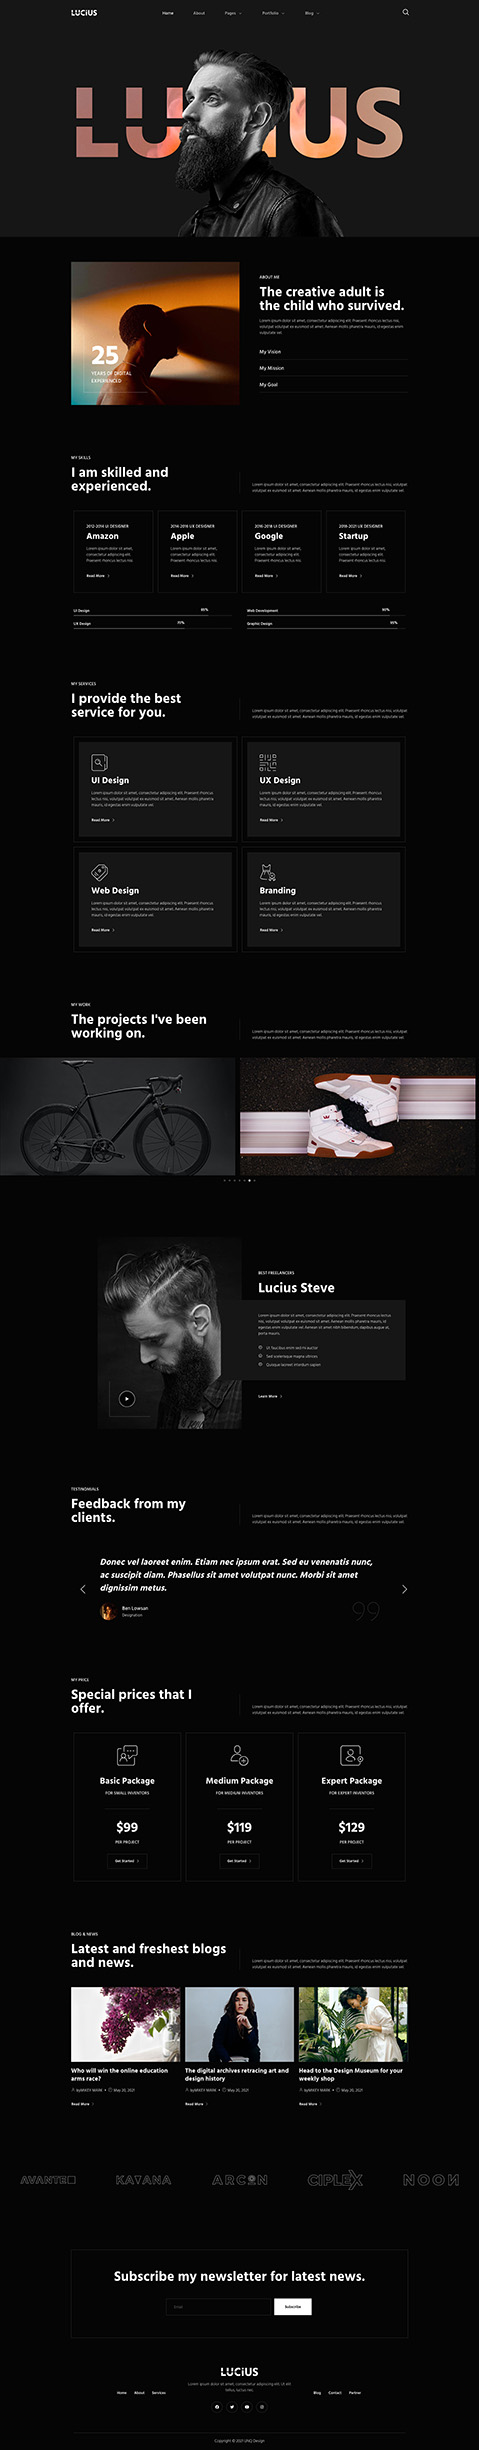 LUCIUS
Home About Pages Portfolio Blog
LUCIUS
25
YEARS OF DIGITAL
EXPERIENCED
ABOUT ME
The creative adult is
the child who survived.
Lorem ipsum dolor sit amet, consectetur adipiscing elit. Praesent rhoncus lectus nisi,
volutpat volutpat ex euismod sit amet. Aenean mollis pharetra mauris, id egestas enim
vulputate vel.
My Vision
My Mission
My Goal
MY SKILLS
I am skilled and
experienced.
Lorem ipsum dolor sit amet, consectetur adipiscing elit. Praesent rhoncus lectus nisi, volutpat
volutpat ex euismod sit amet. Aenean mollis pharetra mauris, id egestas enim vulputate vel.
2012-2014 UI DESIGNER
Amazon
Lorem ipsum dolor sit amet,
consectetur adipiscing elit.
Praesent rhoncus lectus nisi.
Read More
2014-2016 UX DESIGNER
Apple
Lorem ipsum dolor sit amet,
consectetur adipiscing elit.
Praesent rhoncus lectus nisi.
Read More
2016-2018 UI DESIGNER
Google
Lorem ipsum dolor sit amet,
consectetur adipiscing elit.
Praesent rhoncus lectus nisi.
Read More
2018-2021 UX DESIGNER
Startup
Lorem ipsum dolor sit amet,
consectetur adipiscing elit.
Praesent rhoncus lectus nisi.
Read More
UI Design
UX Design
Web Development
Graphic Design
MY SERVICES
I provide the best
service for you.
Lorem ipsum dolor sit amet, consectetur adipiscing elit. Praesent rhoncus lectus nisi, volutpat
volutpat ex euismod sit amet. Aenean mollis pharetra mauris, id egestas enim vulputate vel.
UI Design
Lorem ipsum dolor sit amet, consectetur adipiscing elit. Praesent rhoncus
lectus nisi, volutpat volutpat ex euismod sit amet. Aenean mollis pharetra
mauris, id egestas enim vulputate vel.
Read More
UX Design
Lorem ipsum dolor sit amet, consectetur adipiscing elit. Praesent rhoncus
lectus nisi, volutpat volutpat ex euismod sit amet. Aenean mollis pharetra
mauris, id egestas enim vulputate vel.
Read More
Web Design
Lorem ipsum dolor sit amet, consectetur adipiscing elit. Praesent rhoncus
lectus nisi, volutpat volutpat ex euismod sit amet. Aenean mollis pharetra
mauris, id egestas enim vulputate vel.
Read More
Branding
Lorem ipsum dolor sit amet, consectetur adipiscing elit. Praesent rhoncus
lectus nisi, volutpat volutpat ex euismod sit amet. Aenean mollis pharetra
mauris, id egestas enim vulputate vel.
Read More
MY WORK
The projects I've been
working on.
Lorem ipsum dolor sit amet, consectetur adipiscing elit. Praesent rhoncus lectus nisi, volutpat
volutpat ex euismod sit amet. Aenean mollis pharetra mauris, id egestas enim vulputate vel.
BEST FREELANCERS
Lucius Steve
Lorem ipsum dolor sit amet, consectetur adipiscing elit. Praesent rhoncus lectus
nisi, volutpat volutpat ex euismod sit amet. Aenean mollis pharetra mauris, id
egestas enim vulputate vel. Aenean sit amet nibh bibendum, dapibus augue at,
porta mauris.
Ut faucibus enim sed mi auctor
Sed scelerisque magna ultrices
Quisque laoreet interdum sapien
Learn More
TESTIMONIALS
Feedback from my
clients.
Lorem ipsum dolor sit amet, consectetur adipiscing elit. Praesent rhoncus lectus nisi, volutpat
volutpat ex euismod sit amet. Aenean mollis pharetra mauris, id egestas enim vulputate vel.
Donec vel laoreet enim. Etiam nec ipsum erat. Sed eu venenatis nunc,
ac suscipit diam. Phasellus sit amet volutpat nunc. Morbi sit amet
dignissim metus.
Ben Lowsan
Designation
MY PRICE
Special prices that I
offer.
Lorem ipsum dolor sit amet, consectetur adipiscing elit. Praesent rhoncus lectus nisi, volutpat
volutpat ex euismod sit amet. Aenean mollis pharetra mauris, id egestas enim vulputate vel.
Basic Package
FOR SMALL INVENTORS
$99
PER PROJECT
Get Started
Medium Package
FOR MEDIUM INVENTORS
$119
PER PROJECT
Get Started
Expert Package
FOR EXPERT INVENTORS
$129
PER PROJECT
Get Started
BLOG & NEWS
Latest and freshest blogs
and news.
Lorem ipsum dolor sit amet, consectetur adipiscing elit. Praesent rhoncus lectus nisi, volutpat
volutpat ex euismod sit amet. Aenean mollis pharetra mauris, id egestas enim vulputate vel.
Who will win the online education
arms race?
May 20, 2021
Read More
The digital archives retracing art and
design history
May 20, 2021
Read More
Head to the Design Museum for your
weekly shop
May 20, 2021
Read More
AVANTE KATANA ARCON CIPLEX NOON
Subscribe my newsletter for latest news.
Email
Subscribe
LUCIUS
Lorem ipsum dolor sit amet, consectetur adipiscing elit. Ut elit
tellus, luctus nec.
Home About Services
Blog Contact Partner
Copyright © 2021 UNQ Design